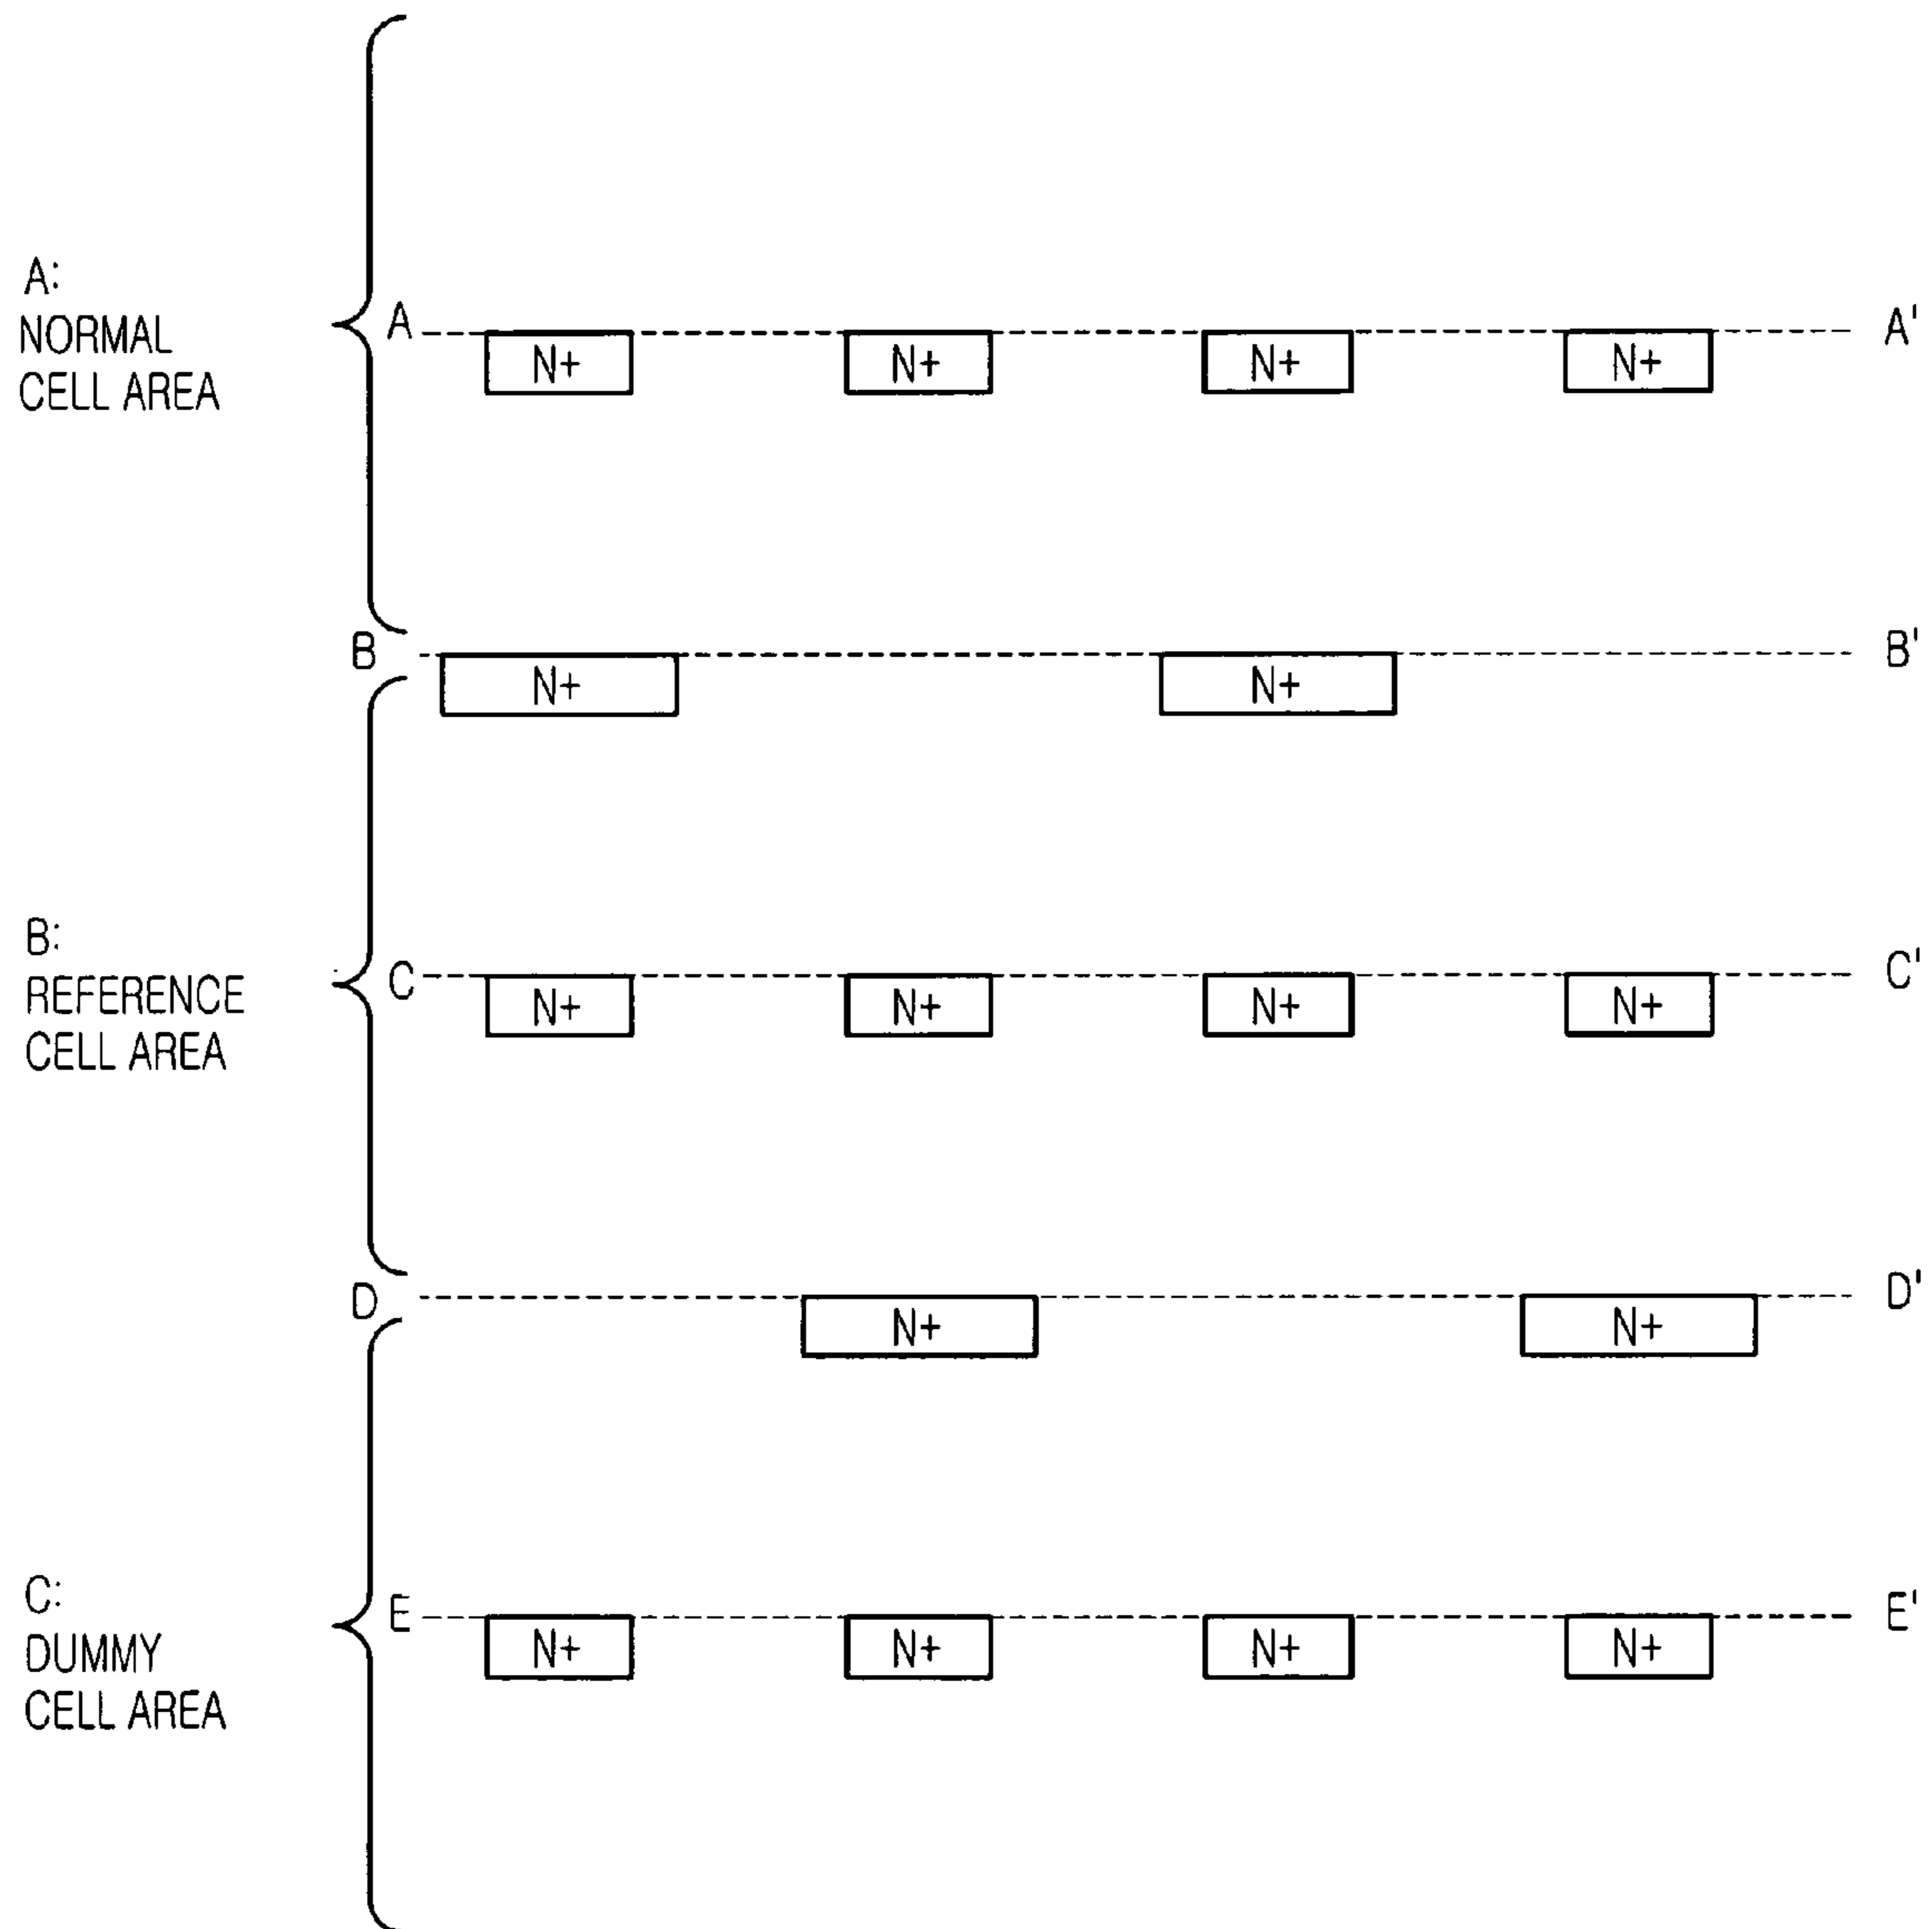 A:
NORMAL
CELL AREA
A A'
N+ N+ N+ N+
B B'
N+ N+
B:
REFERENCE
CELL AREA
C C'
N+ N+ N+ N+
D D'
N+ N+
C:
DUMMY
CELL AREA
E E'
N+ N+ N+ N+